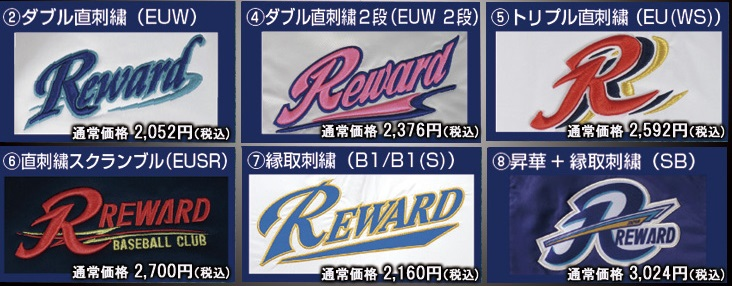 ②ダブル直刺繍（EUW）
Reward
通常価格 2,052円(税込)
④ダブル直刺繍２段（EUW ２段）
Reward
通常価格 2,376円(税込)
⑤トリプル直刺繍（EU(WS)）
R
通常価格 2,592円(税込)
⑥直刺繍スクランブル(EUSR)
R REWARD
BASEBALL CLUB
通常価格 2,700円(税込)
⑦縁取刺繍（B1/B1(S)）
REWARD
通常価格 2,160円(税込)
⑧昇華＋縁取刺繍（SB）
R REWARD
通常価格 3,024円(税込)